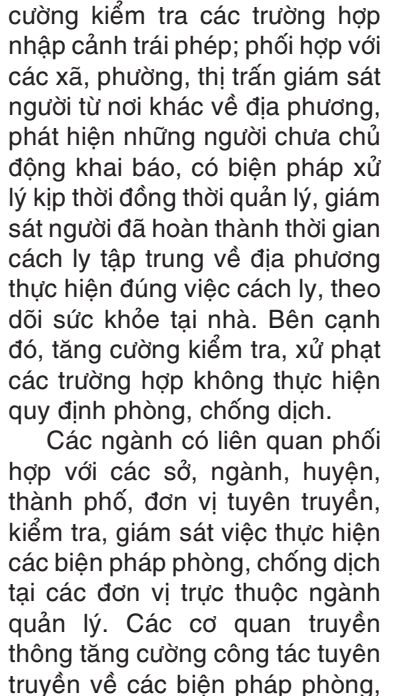 cường kiểm tra các trường hợp
nhập cảnh trái phép; phối hợp với
các xã, phường, thị trấn giám sát
người từ nơi khác về địa phương,
phát hiện những người chưa chủ
động khai báo, có biện pháp xử
lý kịp thời đồng thời quản lý, giám
sát người đã hoàn thành thời gian
cách ly tập trung về địa phương
thực hiện đúng việc cách ly, theo
dõi sức khỏe tại nhà. Bên cạnh
đó, tăng cường kiểm tra, xử phạt
các trường hợp không thực hiện
quy định phòng, chống dịch.
Các ngành có liên quan phối
hợp với các sở, ngành, huyện,
thành phố, đơn vị tuyên truyền,
kiểm tra, giám sát việc thực hiện
các biện pháp phòng, chống dịch
tại các đơn vị trực thuộc ngành
quản lý. Các cơ quan truyền
thông tăng cường công tác tuyên
truyền về các biện pháp phòng,